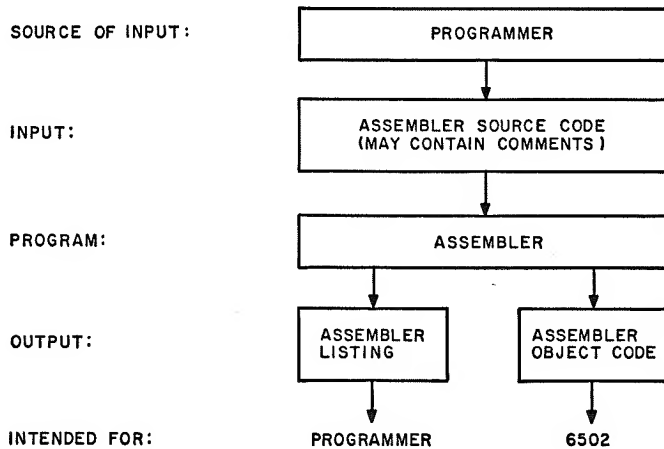 SOURCE OF INPUT:
PROGRAMMER
INPUT:
ASSEMBLER SOURCE CODE
(MAY CONTAIN COMMENTS)
PROGRAM:
ASSEMBLER
OUTPUT:
ASSEMBLER
LISTING
ASSEMBLER
OBJECT CODE
INTENDED FOR:
PROGRAMMER
6502